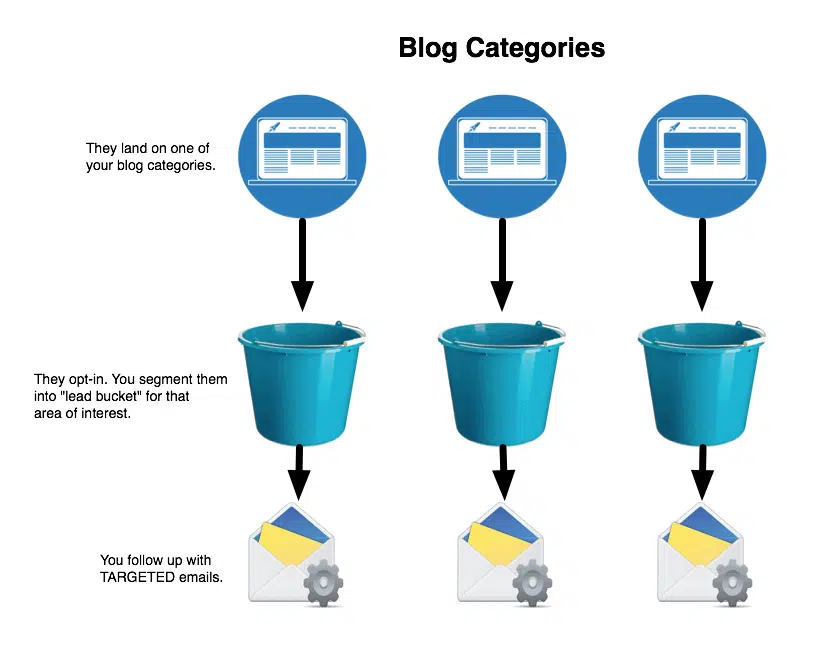 Blog Categories
They land on one of
your blog categories.
They opt-in. You segment them
into "lead bucket" for that
area of interest.
You follow up with
TARGETED emails.